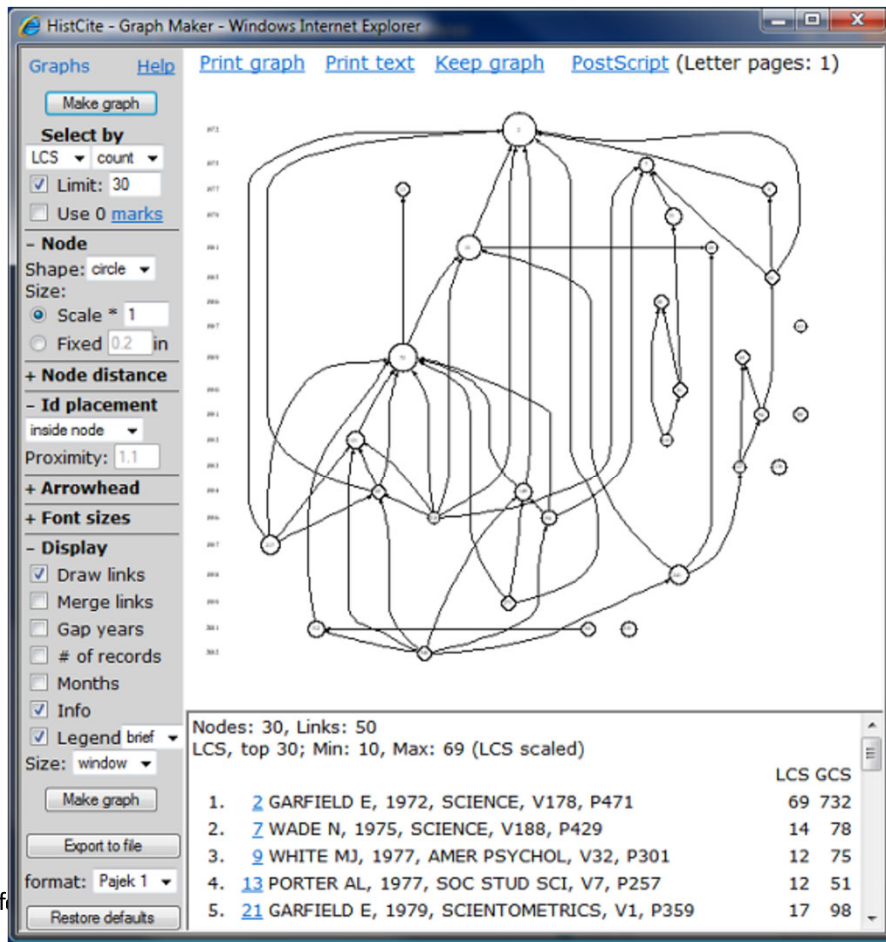 HistCite - Graph Maker - Windows Internet Explorer
Graphs Help
Print graph Print text Keep graph PostScript (Letter pages: 1)
Make graph
Select by
LCS count
Limit: 30
Use 0 marks
– Node
Shape: circle
Size:
Scale * 1
Fixed 0.2 in
+ Node distance
– Id placement
inside node
Proximity: 1.1
+ Arrowhead
+ Font sizes
– Display
Draw links
Merge links
Gap years
# of records
Months
Info
Legend brief
Size: window
Make graph
Export to file
format: Pajek 1
Restore defaults
Nodes: 30, Links: 50
LCS, top 30; Min: 10, Max: 69 (LCS scaled)
LCS GCS
1. 2 GARFIELD E, 1972, SCIENCE, V178, P471 69 732
2. 7 WADE N, 1975, SCIENCE, V188, P429 14 78
3. 9 WHITE MJ, 1977, AMER PSYCHOL, V32, P301 12 75
4. 13 PORTER AL, 1977, SOC STUD SCI, V7, P257 12 51
5. 21 GARFIELD E, 1979, SCIENTOMETRICS, V1, P359 17 98